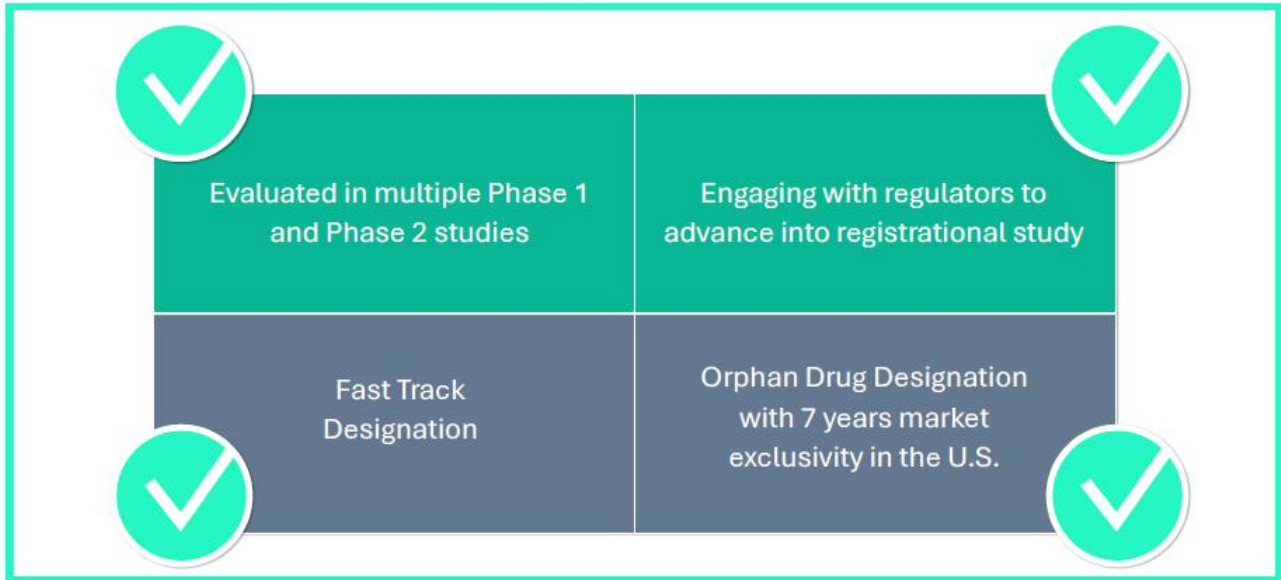 Evaluated in multiple Phase 1
and Phase 2 studies
Engaging with regulators to
advance into registrational study
Fast Track
Designation
Orphan Drug Designation
with 7 years market
exclusivity in the U.S.